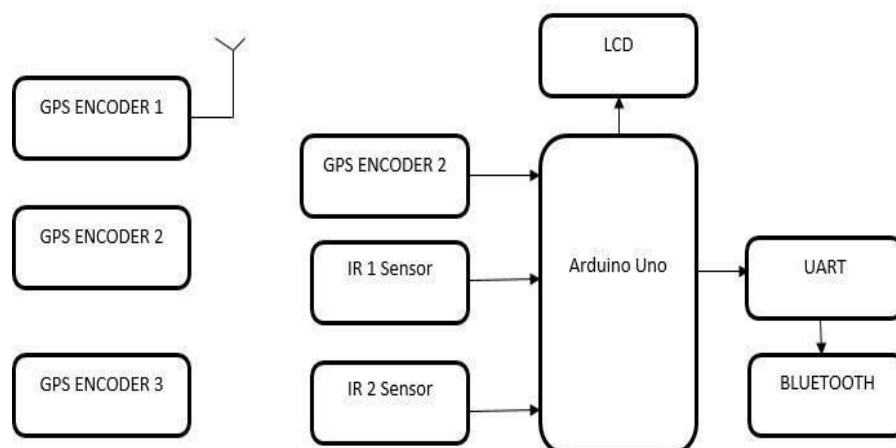 LCD
GPS ENCODER 1
GPS ENCODER 2
GPS ENCODER 2
IR 1 Sensor
Arduino Uno
UART
GPS ENCODER 3
IR 2 Sensor
BLUETOOTH